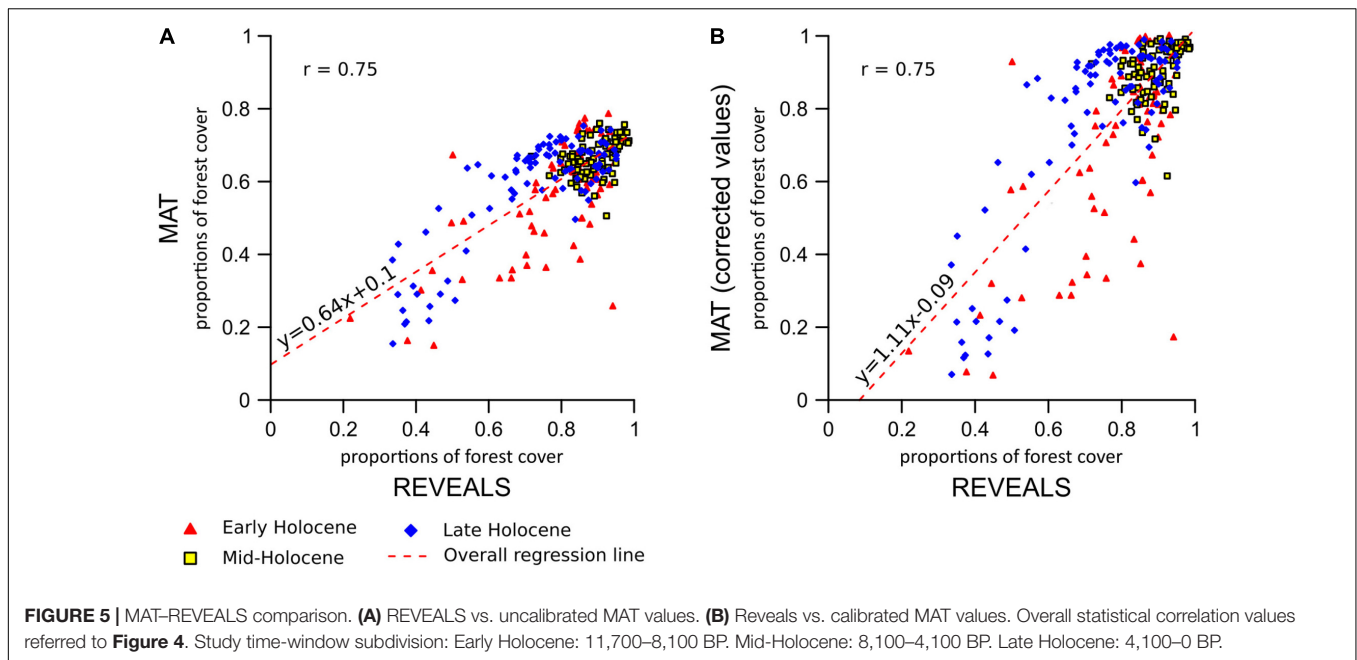 A
B
r = 0.75
r = 0.75
MAT
proportions of forest cover
1
0.8
0.6
0.4
0.2
0
y=0.64x+0.1
0 0.2 0.4 0.6 0.8 1
proportions of forest cover
REVEALS
MAT (corrected values)
proportions of forest cover
1
0.8
0.6
0.4
0.2
0
y=1.11x-0.09
0 0.2 0.4 0.6 0.8 1
proportions of forest cover
REVEALS
Early Holocene
Late Holocene
Mid-Holocene
Overall regression line
FIGURE 5 | MAT–REVEALS comparison. (A) REVEALS vs. uncalibrated MAT values. (B) Reveals vs. calibrated MAT values. Overall statistical correlation values
referred to Figure 4. Study time-window subdivision: Early Holocene: 11,700–8,100 BP. Mid-Holocene: 8,100–4,100 BP. Late Holocene: 4,100–0 BP.